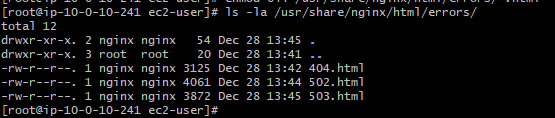 [root@ip-10-0-10-241 ec2-user]# ls -la /usr/share/nginx/html/errors/
total 12
drwxr-xr-x. 2 nginx nginx   54 Dec 28 13:45 .
drwxr-xr-x. 3 root  root    20 Dec 28 13:41 ..
-rw-r--r--. 1 nginx nginx 3125 Dec 28 13:42 404.html
-rw-r--r--. 1 nginx nginx 4061 Dec 28 13:44 502.html
-rw-r--r--. 1 nginx nginx 3872 Dec 28 13:45 503.html
[root@ip-10-0-10-241 ec2-user]#